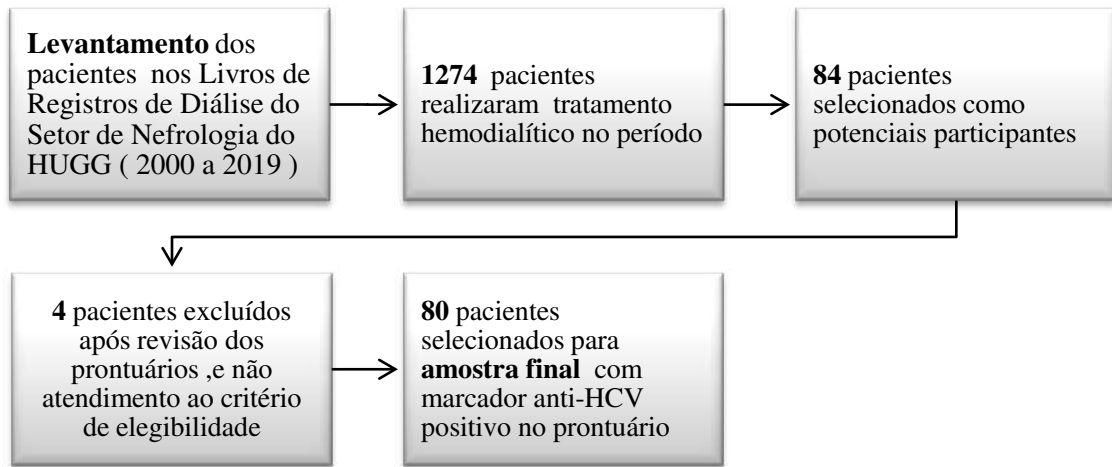 Levantamento dos
pacientes nos Livros de
Registros de Diálise do
Setor de Nefrologia do
HUGG ( 2000 a 2019 )
1274 pacientes
realizaram tratamento
hemodialítico no período
84 pacientes
selecionados como
potenciais participantes
4 pacientes excluídos
após revisão dos
prontuários ,e não
atendimento ao critério
de elegibilidade
80 pacientes
selecionados para
amostra final com
marcador anti-HCV
positivo no prontuário